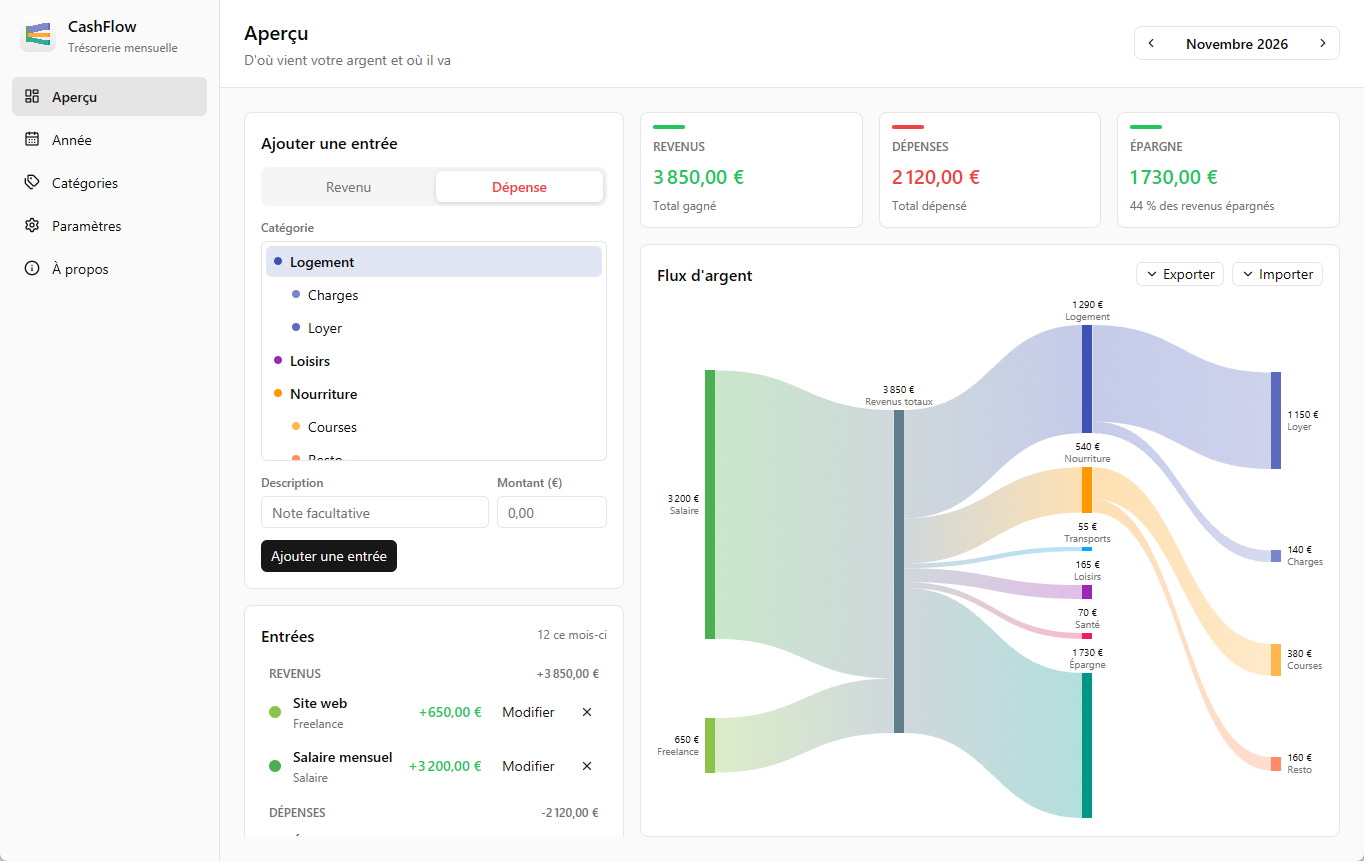 CashFlow
Trésorerie mensuelle
Aperçu
Année
Catégories
Paramètres
À propos
Aperçu
D'où vient votre argent et où il va
Novembre 2026
Ajouter une entrée
Revenu
Dépense
Catégorie
Logement
Charges
Loyer
Loisirs
Nourriture
Courses
Resto
Description
Montant (€)
Note facultative
0,00
Ajouter une entrée
Entrées
12 ce mois-ci
REVENUS
+3 850,00 €
Site web
Freelance
+650,00 €
Modifier
Salaire mensuel
Salaire
+3 200,00 €
Modifier
DÉPENSES
-2 120,00 €
REVENUS
3 850,00 €
Total gagné
DÉPENSES
2 120,00 €
Total dépensé
ÉPARGNE
1 730,00 €
44 % des revenus épargnés
Flux d'argent
Exporter
Importer
3 200 €
Salaire
650 €
Freelance
3 850 €
Revenus totaux
1 290 €
Logement
540 €
Nourriture
55 €
Transports
165 €
Loisirs
70 €
Santé
1 730 €
Épargne
1 150 €
Loyer
140 €
Charges
380 €
Courses
160 €
Resto